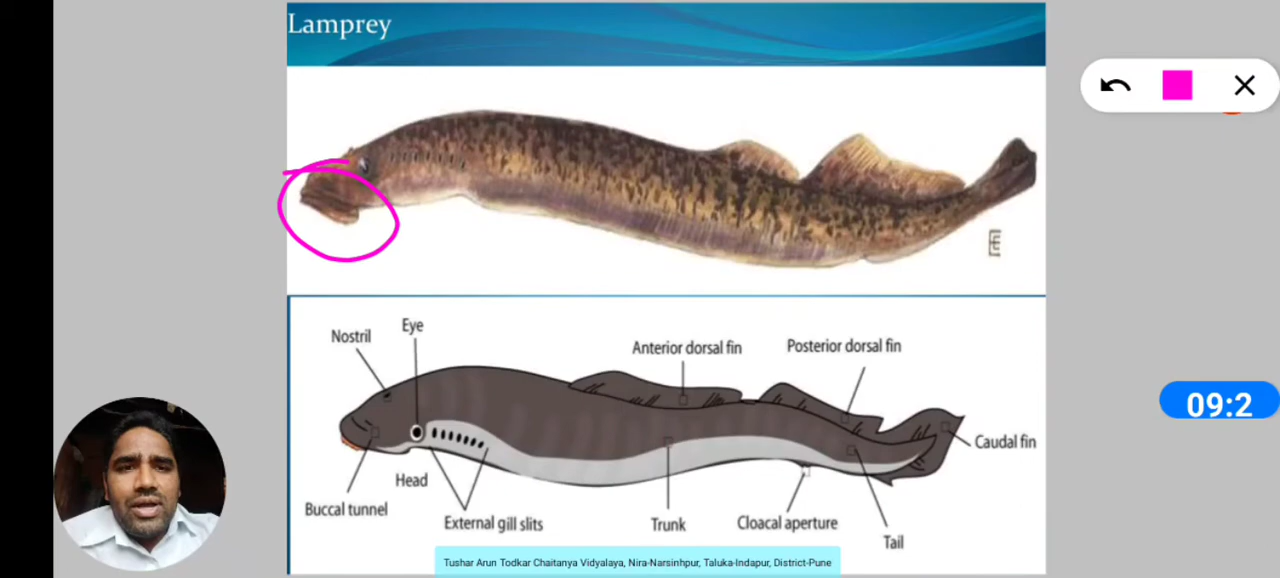 Lamprey
09:2
Nostril
Eye
Anterior dorsal fin
Posterior dorsal fin
Caudal fin
Head
Buccal tunnel
External gill slits
Trunk
Cloacal aperture
Tail
Tushar Arun Todkar Chaitanya Vidyalaya, Nira-Narsinhpur, Taluka-Indapur, District-Pune